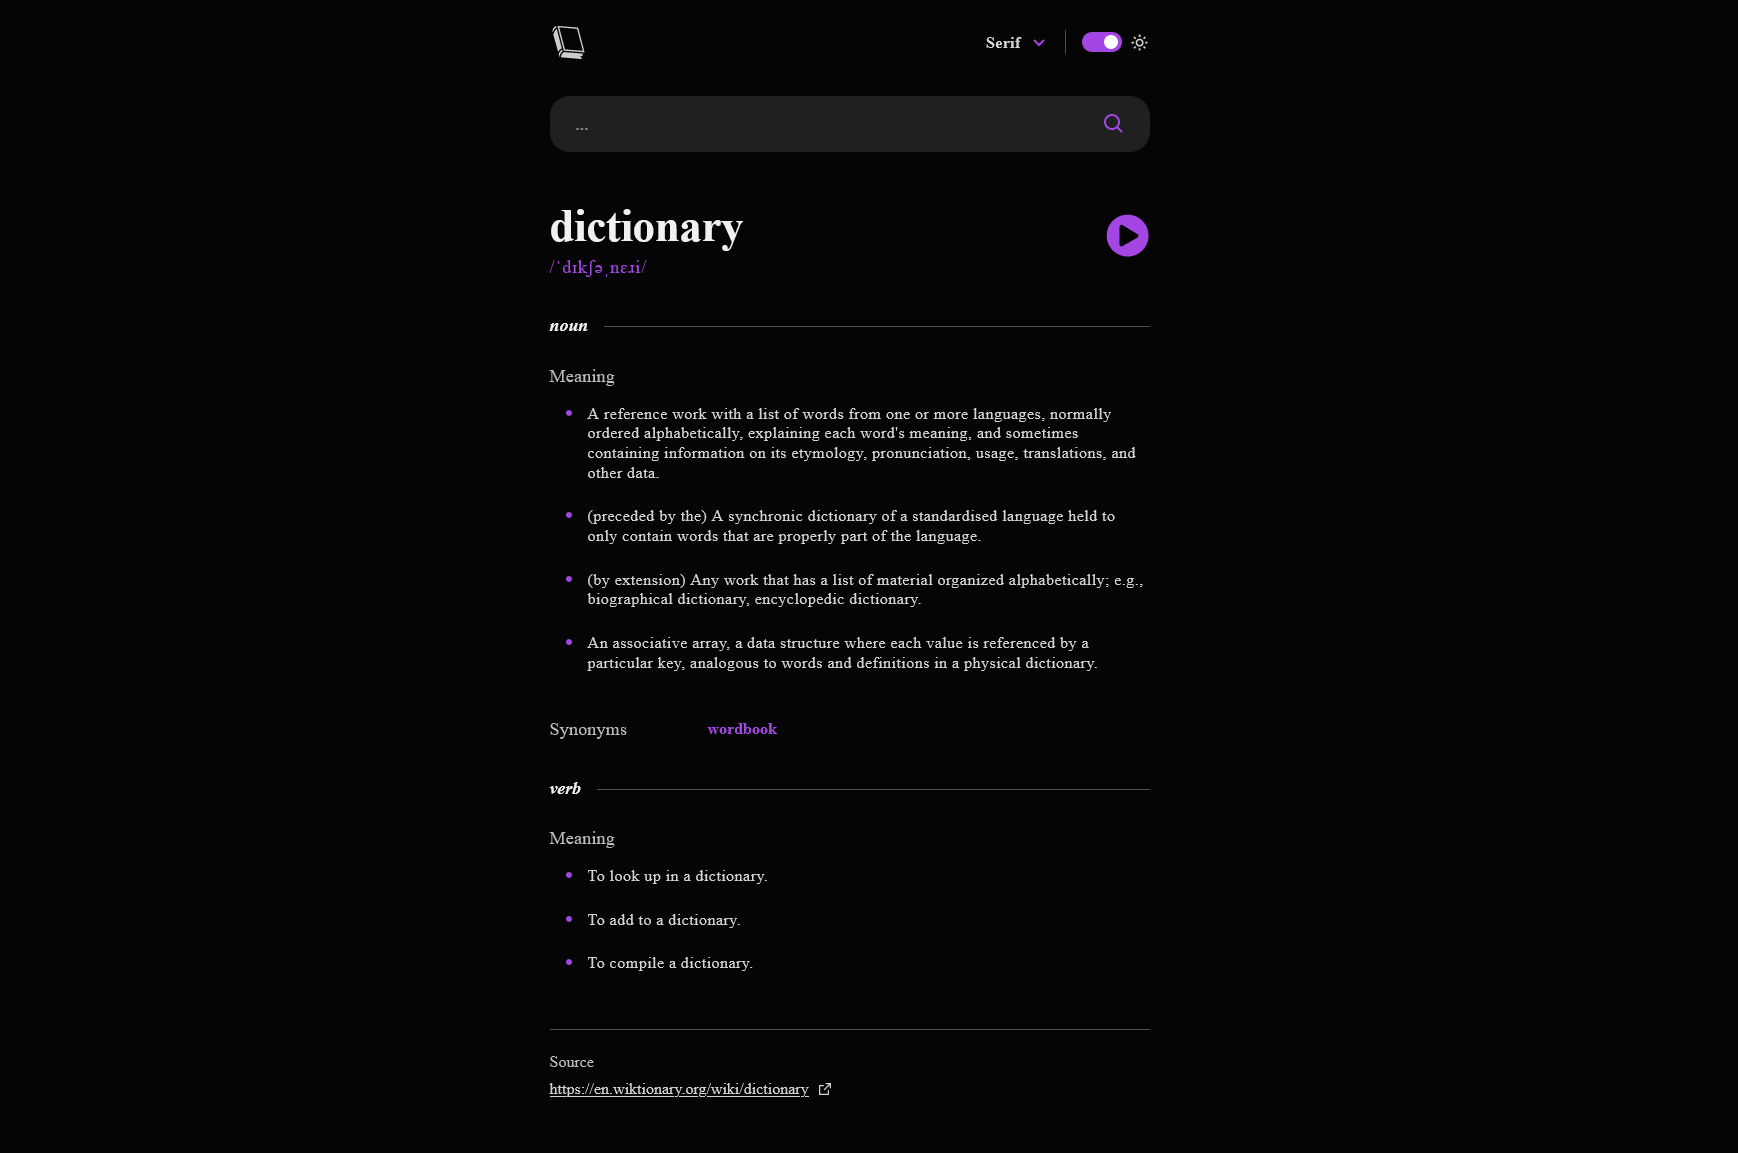 Serif
...
dictionary
/ˈdɪkʃəˌnɛɹi/
noun
Meaning
A reference work with a list of words from one or more languages, normally
ordered alphabetically, explaining each word's meaning, and sometimes
containing information on its etymology, pronunciation, usage, translations, and
other data.
(preceded by the) A synchronic dictionary of a standardised language held to
only contain words that are properly part of the language.
(by extension) Any work that has a list of material organized alphabetically; e.g.,
biographical dictionary, encyclopedic dictionary.
An associative array, a data structure where each value is referenced by a
particular key, analogous to words and definitions in a physical dictionary.
Synonyms wordbook
verb
Meaning
To look up in a dictionary.
To add to a dictionary.
To compile a dictionary.
Source
https://en.wiktionary.org/wiki/dictionary